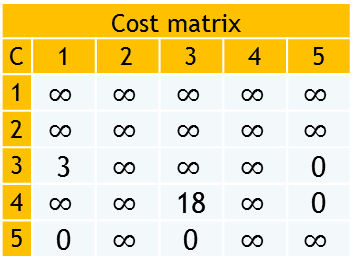 Cost matrix
C 1 2 3 4 5
1 ∞ ∞ ∞ ∞ ∞
2 ∞ ∞ ∞ ∞ ∞
3 3 ∞ ∞ ∞ 0
4 ∞ ∞ 18 ∞ 0
5 0 ∞ 0 ∞ ∞